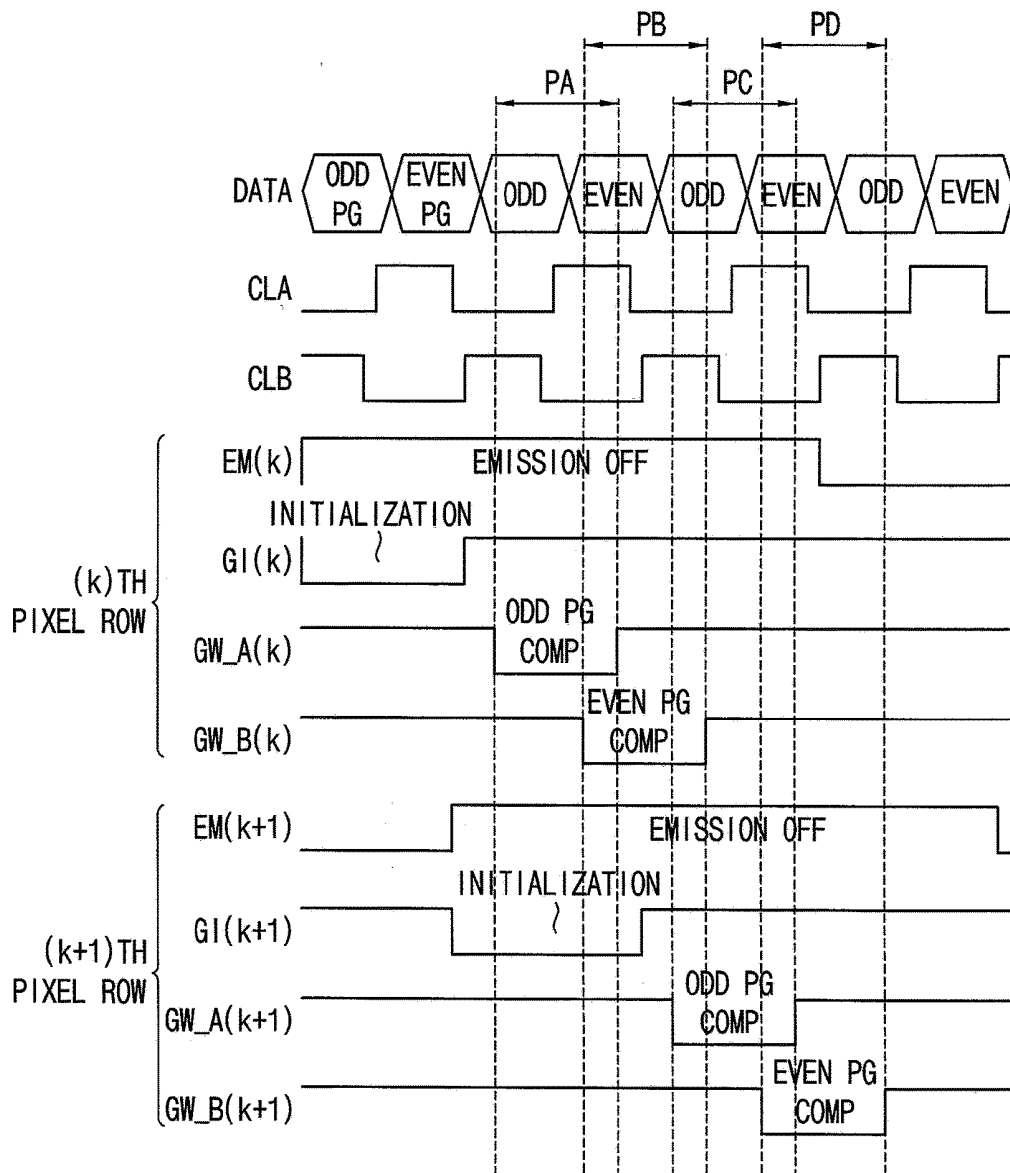 PB
PD
PA
PC
DATA
ODD
PG
EVEN
PG
ODD
EVEN
ODD
EVEN
ODD
EVEN
CLA
CLB
(k)TH
PIXEL ROW
EM(k)
EMISSION OFF
INITIALIZATION
GI(k)
ODD PG
COMP
GW_A(k)
EVEN PG
COMP
GW_B(k)
(k+1)TH
PIXEL ROW
EM(k+1)
EMISSION OFF
INITIALIZATION
GI(k+1)
ODD PG
COMP
GW_A(k+1)
EVEN PG
COMP
GW_B(k+1)